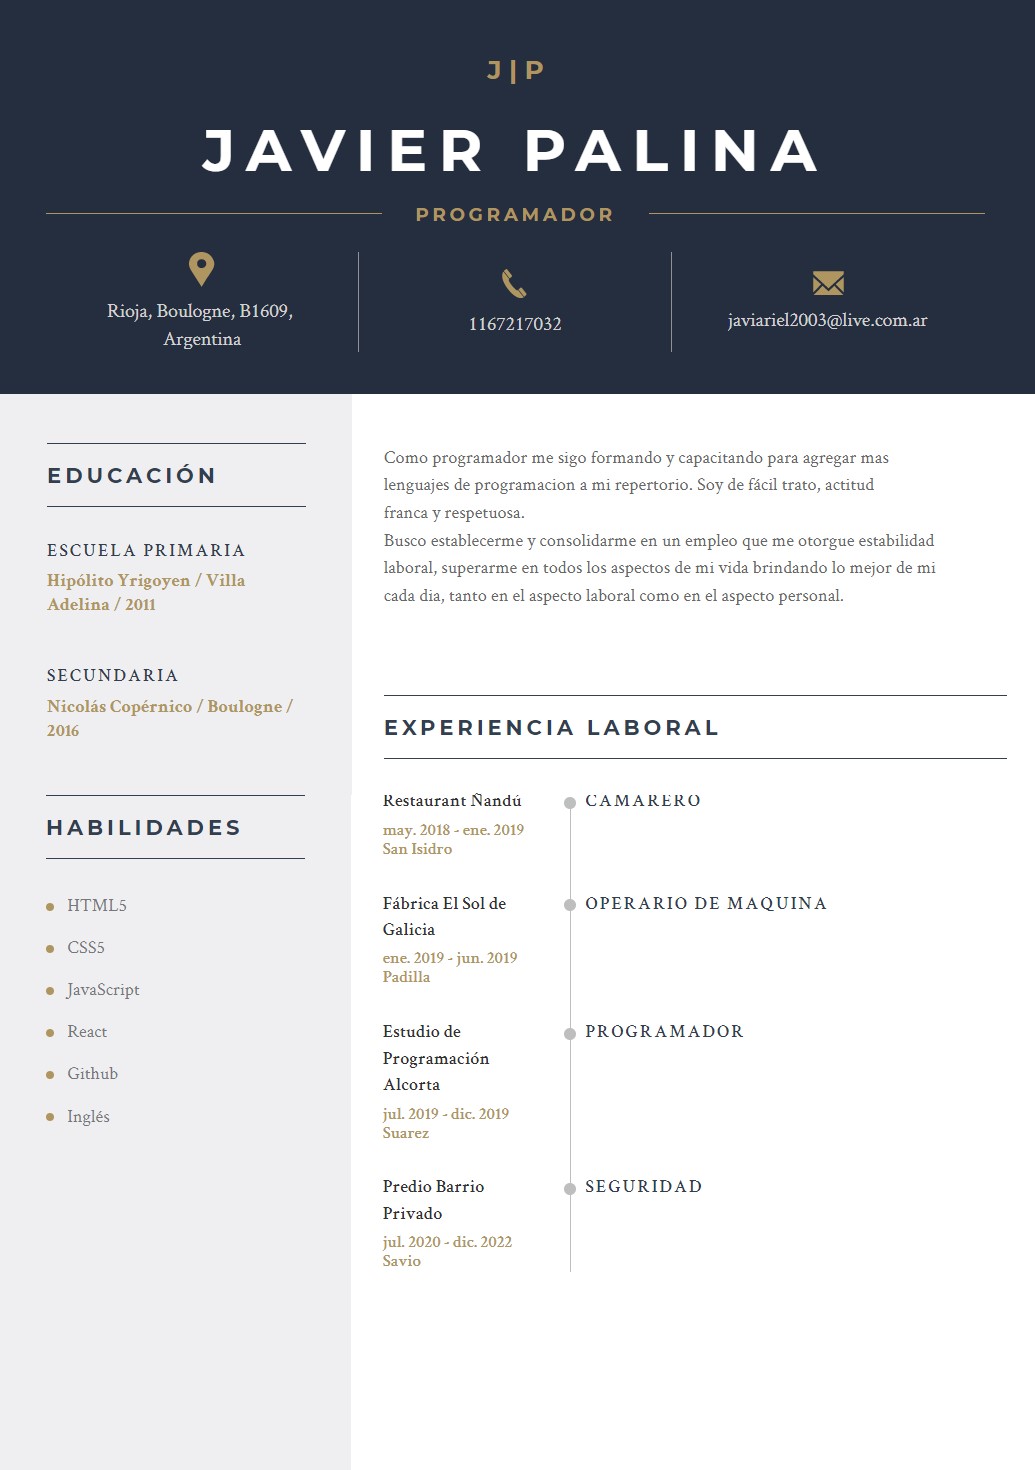 J|P
JAVIER PALINA
PROGRAMADOR
Rioja, Boulogne, B1609,
Argentina
1167217032
javiariel2003@live.com.ar
EDUCACIÓN
ESCUELA PRIMARIA
Hipólito Yrigoyen / Villa
Adelina / 2011
SECUNDARIA
Nicolás Copérnico / Boulogne /
2016
HABILIDADES
HTML5
CSS5
JavaScript
React
Github
Inglés
Como programador me sigo formando y capacitando para agregar mas
lenguajes de programacion a mi repertorio. Soy de fácil trato, actitud
franca y respetuosa.
Busco establecerme y consolidarme en un empleo que me otorgue estabilidad
laboral, superarme en todos los aspectos de mi vida brindando lo mejor de mi
cada dia, tanto en el aspecto laboral como en el aspecto personal.
EXPERIENCIA LABORAL
Restaurant Ñandú
may. 2018 - ene. 2019
San Isidro
CAMARERO
Fábrica El Sol de
Galicia
ene. 2019 - jun. 2019
Padilla
OPERARIO DE MAQUINA
Estudio de
Programación
Alcorta
jul. 2019 - dic. 2019
Suarez
PROGRAMADOR
Predio Barrio
Privado
jul. 2020 - dic. 2022
Savio
SEGURIDAD